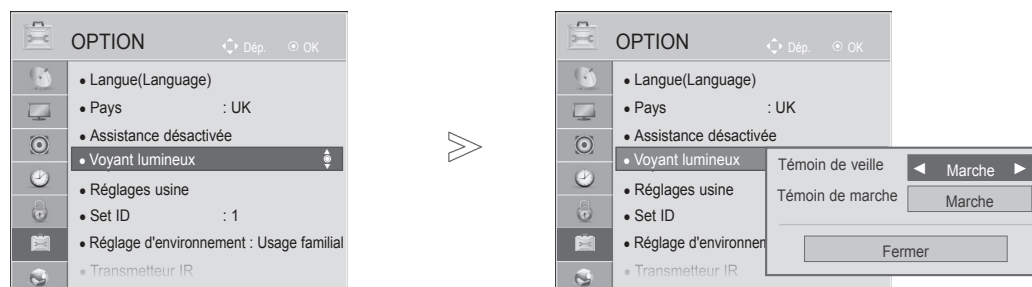 OPTION
Dép. OK
• Langue(Language)
• Pays : UK
• Assistance désactivée
• Voyant lumineux
• Réglages usine
• Set ID : 1
• Réglage d'environnement : Usage familial
• Transmetteur IR
OPTION
Dép. OK
• Langue(Language)
• Pays : UK
• Assistance désactivée
• Voyant lumineux
• Réglages usine
• Set ID
• Réglage d'environnen
• Transmetteur IR
Témoin de veille ◄ Marche ►
Témoin de marche Marche
Fermer